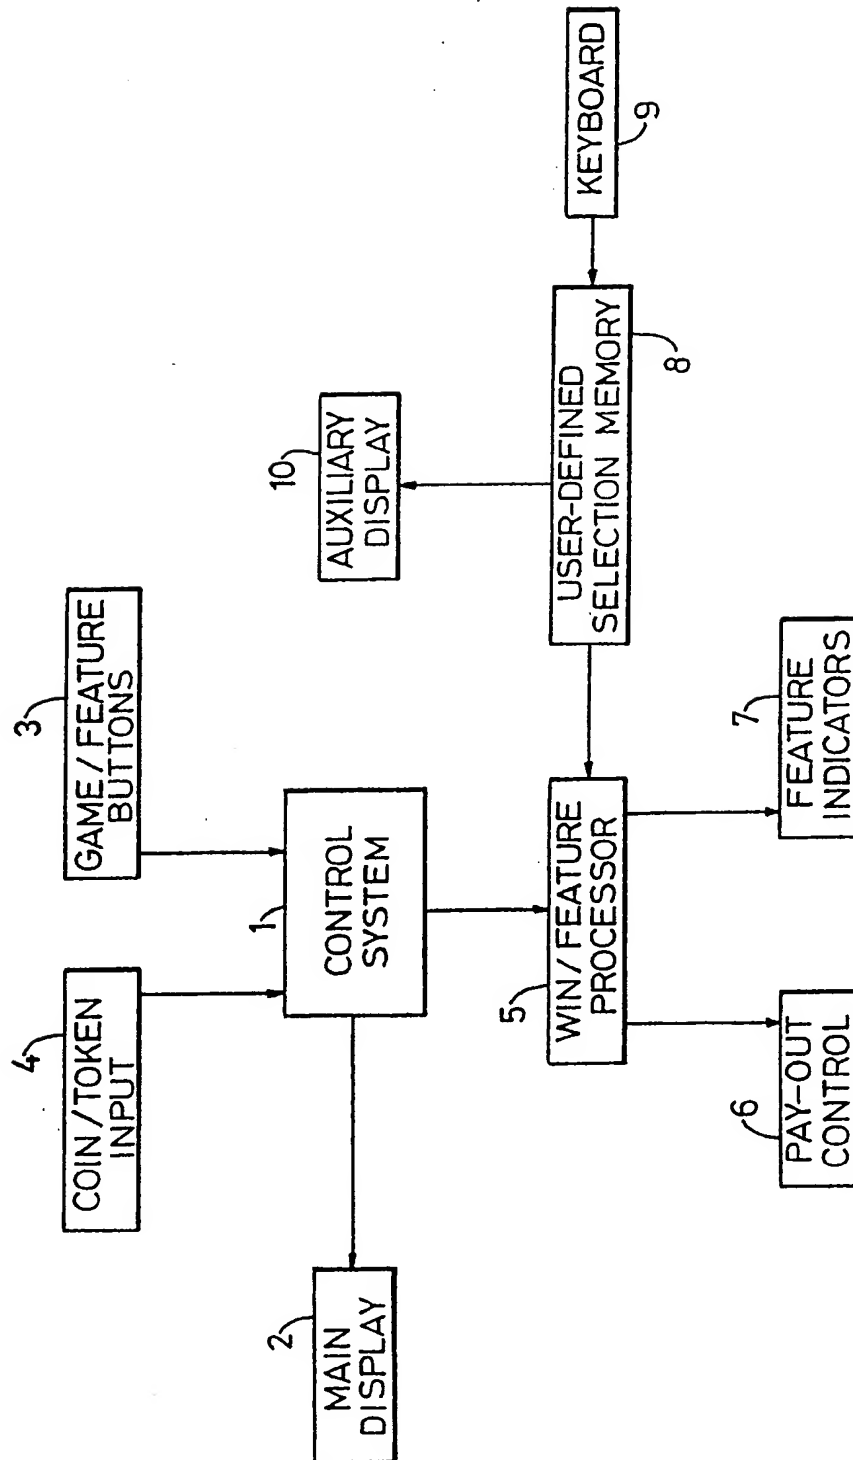 4
COIN/TOKEN
INPUT
3
GAME/FEATURE
BUTTONS
2
MAIN
DISPLAY
1
CONTROL
SYSTEM
10
AUXILIARY
DISPLAY
5
WIN/FEATURE
PROCESSOR
USER-DEFINED
SELECTION MEMORY
8
KEYBOARD
9
6
PAY-OUT
CONTROL
7
FEATURE
INDICATORS